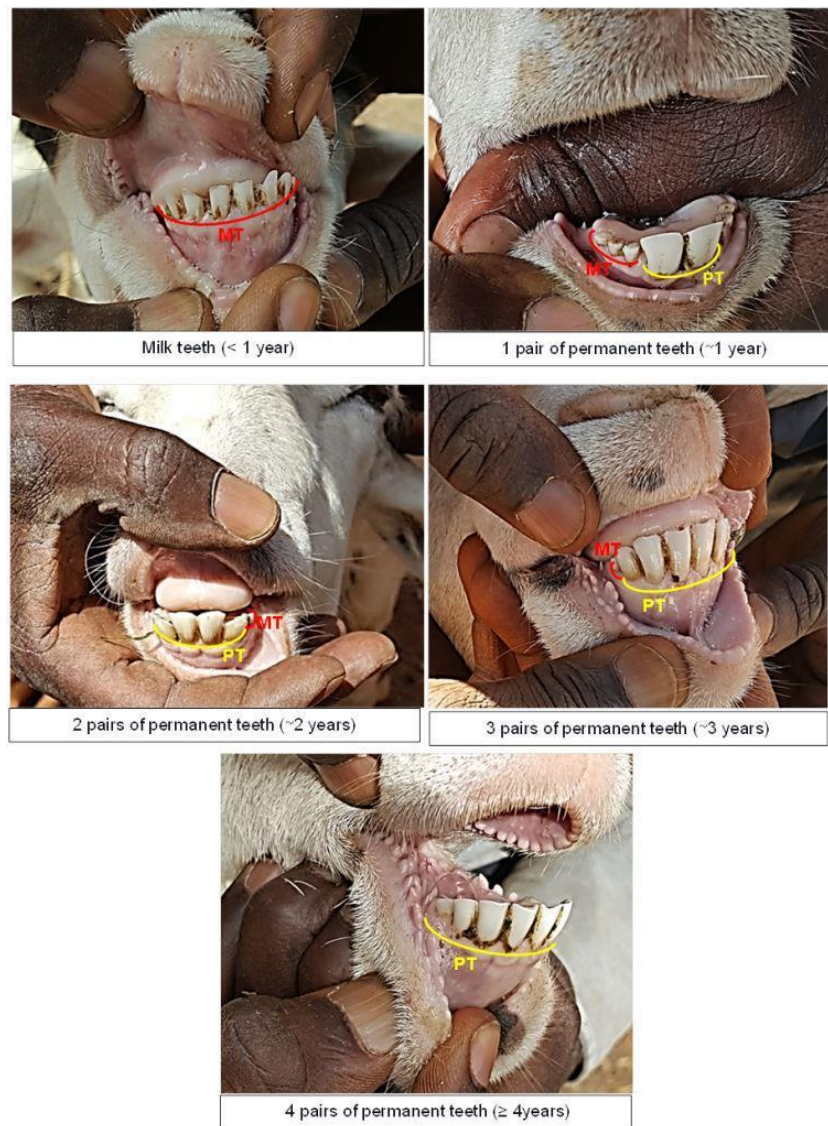 MT
Milk teeth (< 1 year)
MT
PT
1 pair of permanent teeth (~1 year)
MT
PT
2 pairs of permanent teeth (~2 years)
MT
PT
3 pairs of permanent teeth (~3 years)
PT
4 pairs of permanent teeth (≥ 4years)